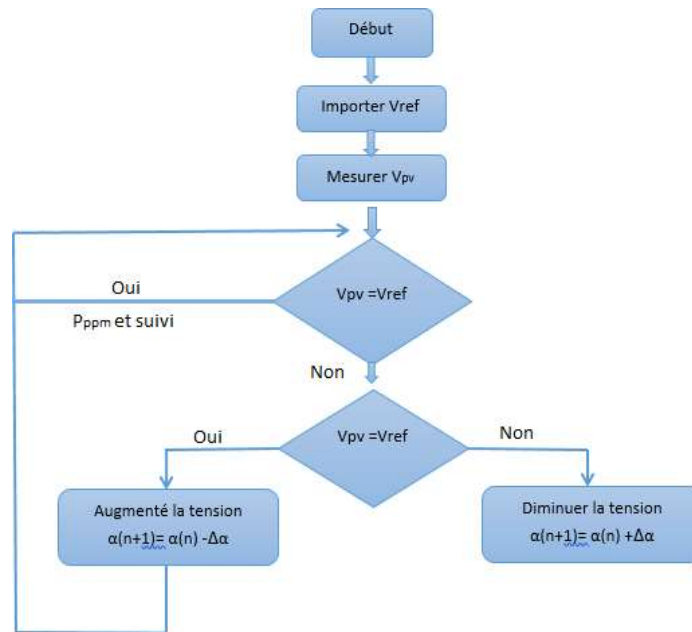 Début
Importer Vref
Mesurer Vpv
Vpv =Vref
Oui
Pppm et suivi
Non
Vpv =Vref
Oui
Non
Augmenté la tension
α(n+1)= α(n) -Δα
Diminuer la tension
α(n+1)= α(n) +Δα